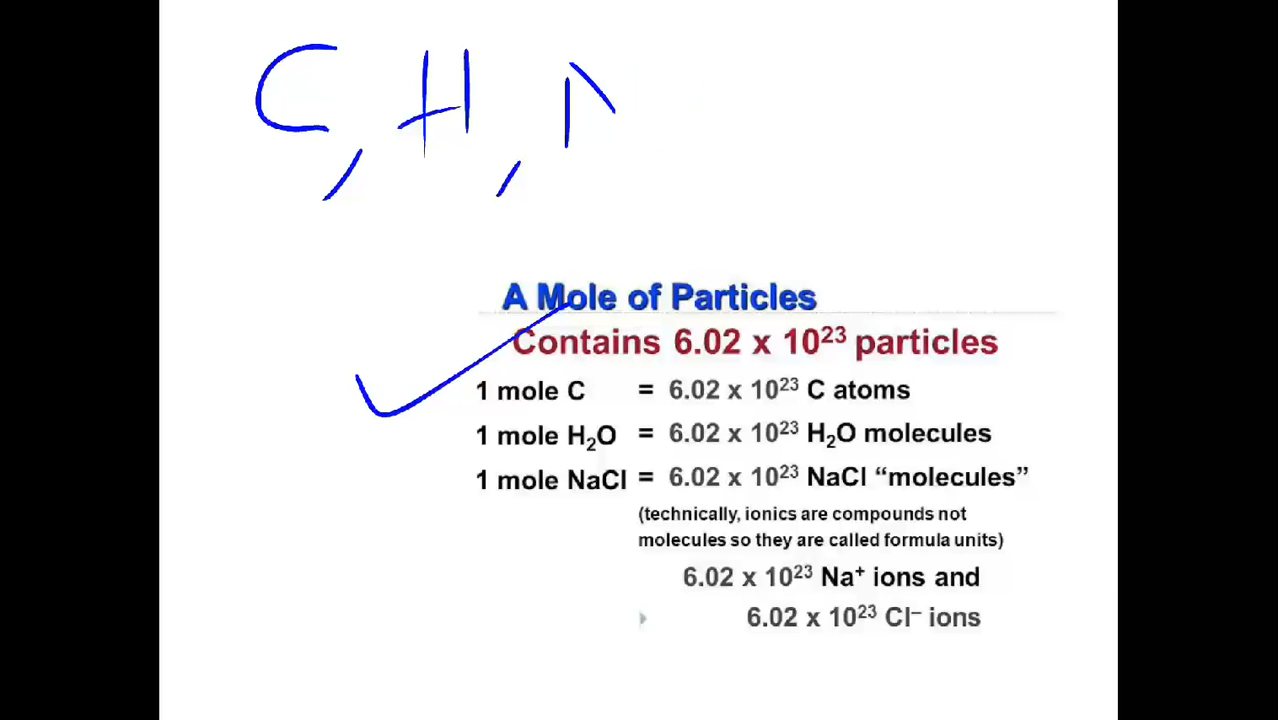 C, H,
A Mole of Particles
Contains 6.02 x 10²³ particles
1 mole C = 6.02 x 10²³ C atoms
1 mole H₂O = 6.02 x 10²³ H₂O molecules
1 mole NaCl = 6.02 x 10²³ NaCl “molecules”
(technically, ionics are compounds not
molecules so they are called formula units)
6.02 x 10²³ Na⁺ ions and
6.02 x 10²³ Cl⁻ ions